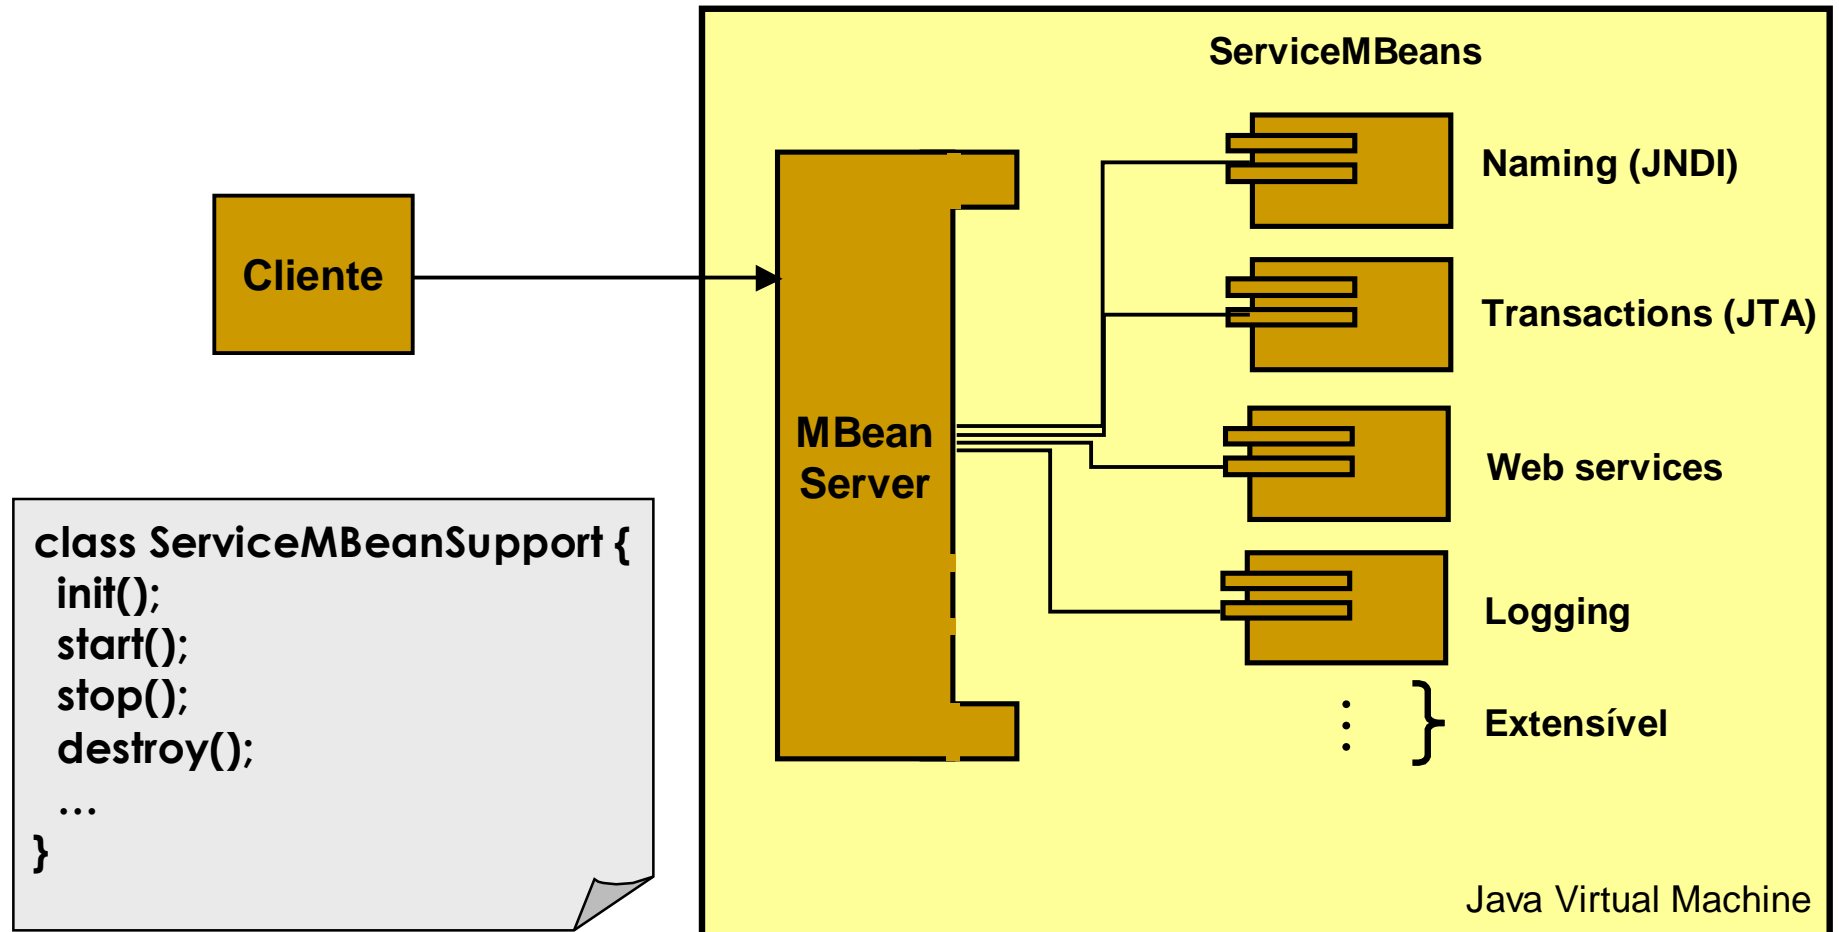 ServiceMBeans
Naming (JNDI)
Cliente
Transactions (JTA)
MBean
Server
Web services
class ServiceMBeanSupport {
init();
start();
stop();
destroy();
...
}
Logging
Extensível
Java Virtual Machine